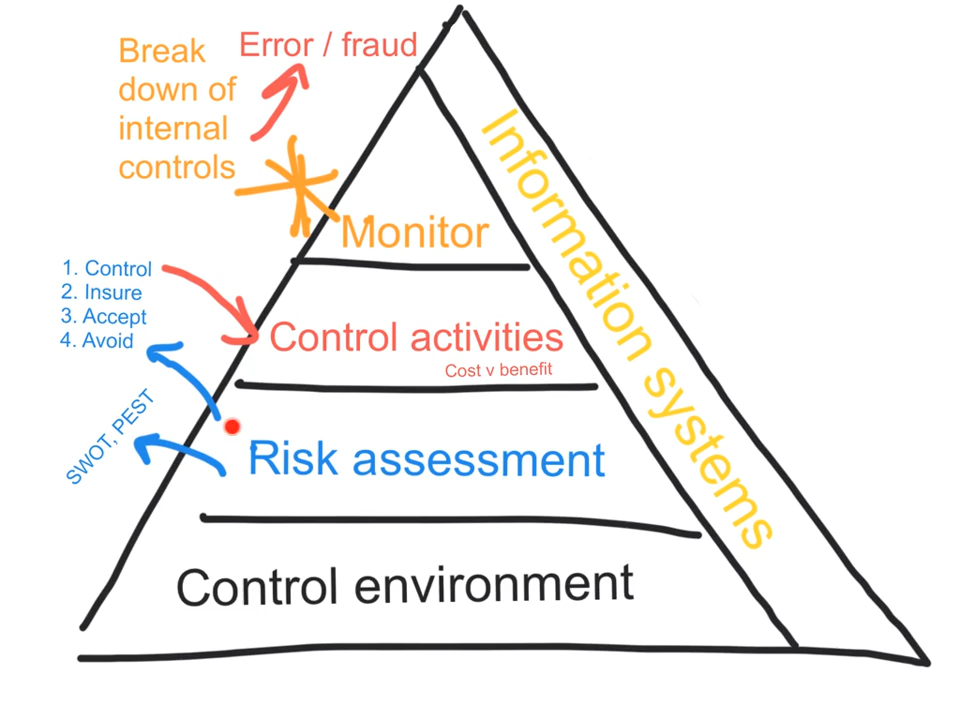 Break
down of
internal
controls
Error / fraud
Monitor
1. Control
2. Insure
3. Accept
4. Avoid
Control activities
Cost v benefit
SWOT, PEST
Risk assessment
Control environment
Information systems